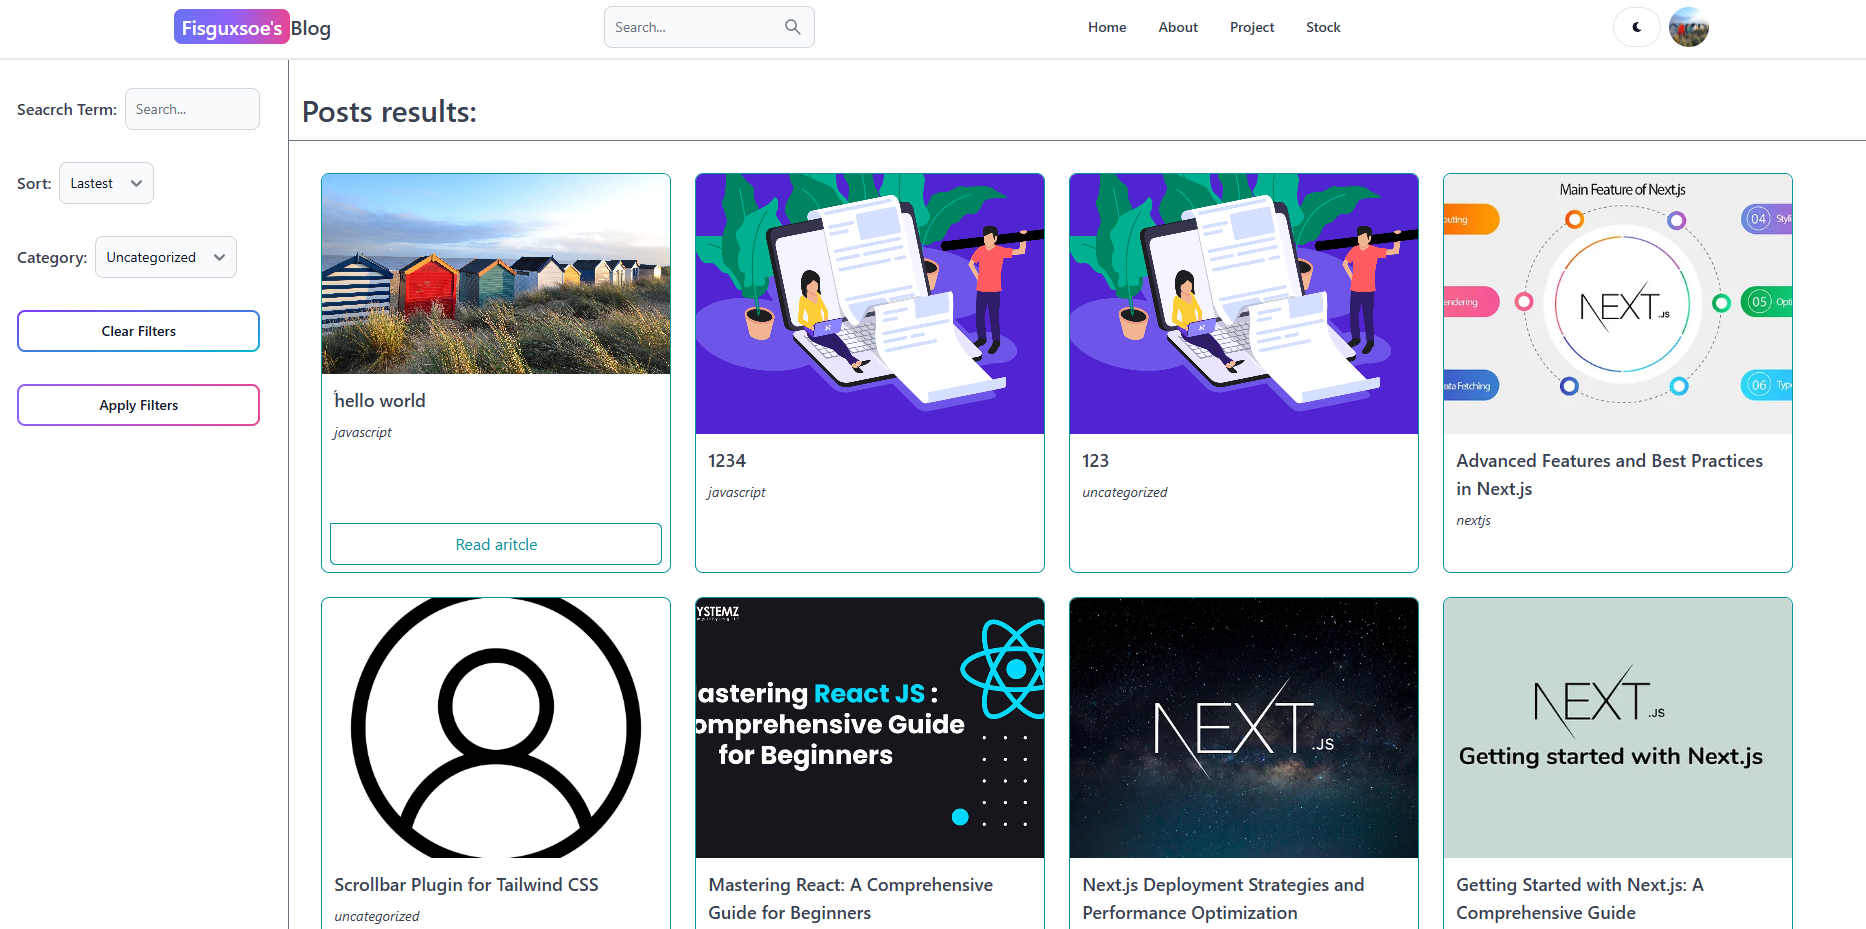 Fisguxsoe's Blog
Search...
Home
About
Project
Stock
Seacrch Term:
Search...
Sort:
Lastest
Category:
Uncategorized
Clear Filters
Apply Filters
Posts results:
hello world
javascript
Read aritcle
1234
javascript
123
uncategorized
Main Feature of Next.js
outing
04 Styli
endering
NEXT.JS
05 Opti
ata Fetching
06 Type
Advanced Features and Best Practices
in Next.js
nextjs
Scrollbar Plugin for Tailwind CSS
uncategorized
YSTEMZ
astering React JS :
omprehensive Guide
for Beginners
Mastering React: A Comprehensive
Guide for Beginners
NEXT.JS
Next.js Deployment Strategies and
Performance Optimization
NEXT.JS
Getting started with Next.js
Getting Started with Next.js: A
Comprehensive Guide